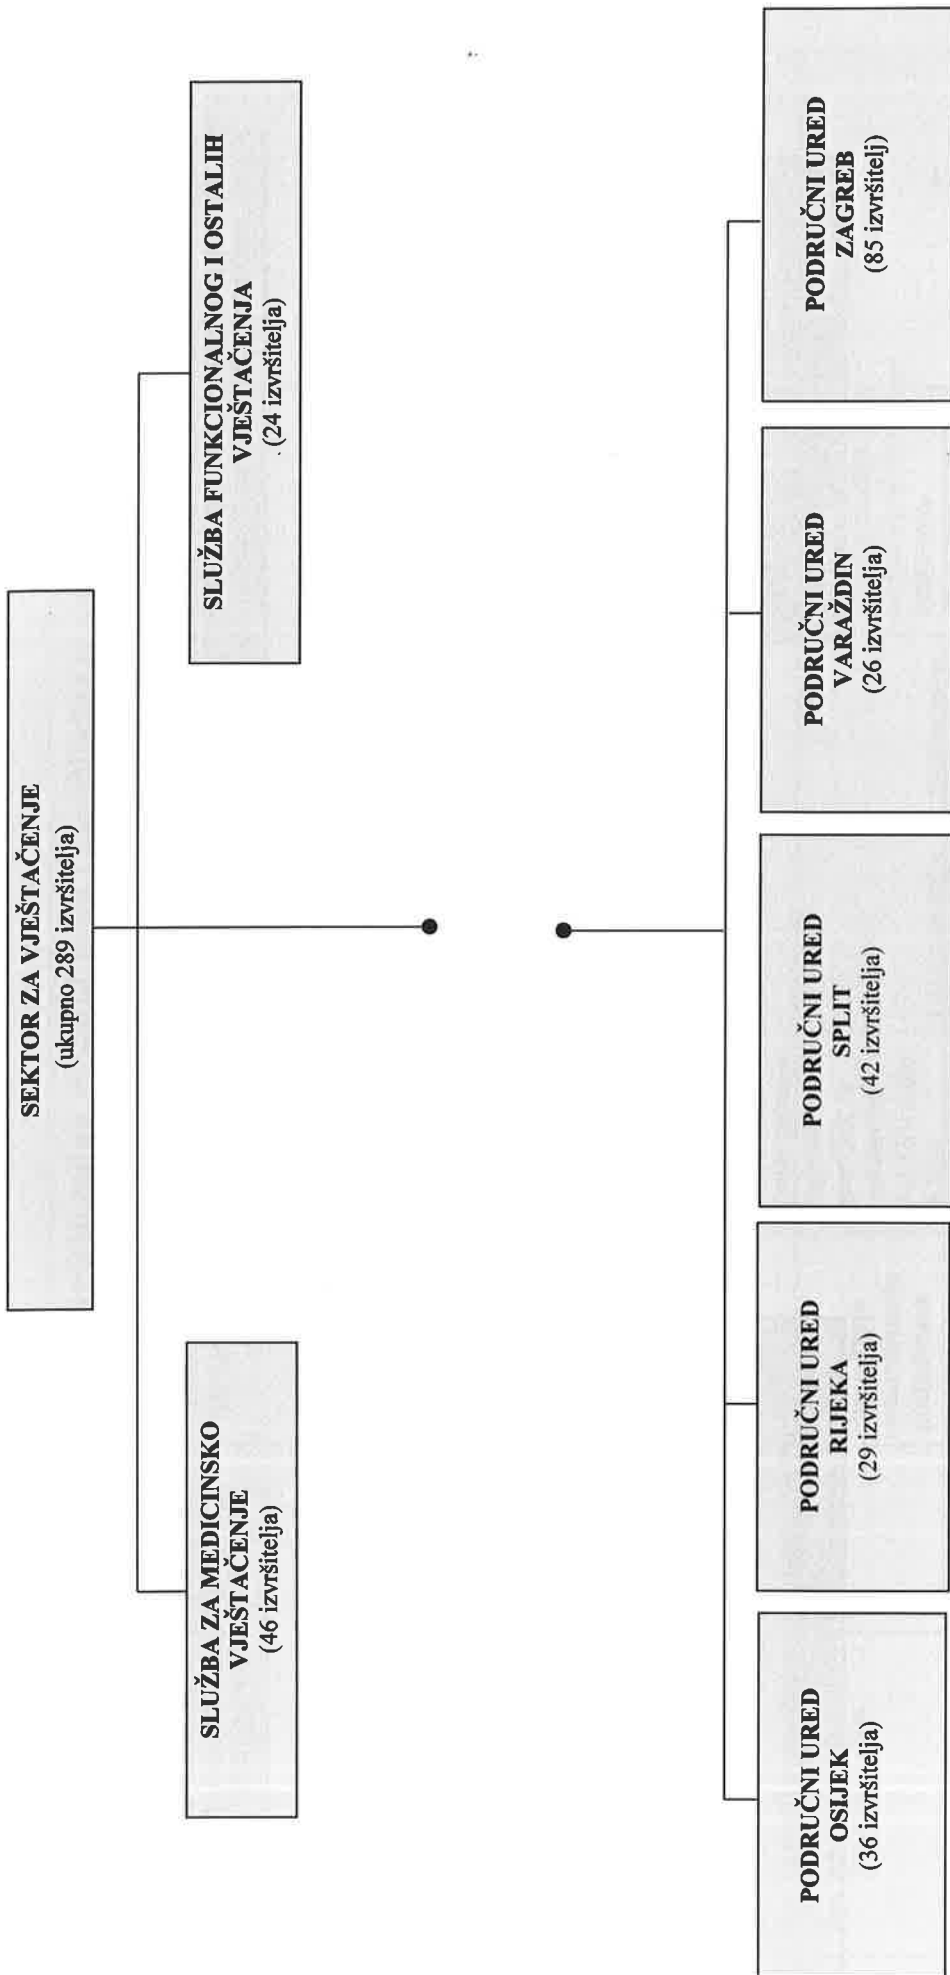 SEKTOR ZA VJEŠTAČENJE
(ukupno 289 izvršitelja)
SLUŽBA ZA MEDICINSKO
VJEŠTAČENJE
(46 izvršitelja)
SLUŽBA FUNKCIONALNOG I OSTALIH
VJEŠTAČENJA
(24 izvršitelja)
PODRUČNI URED
OSIJEK
(36 izvršitelja)
PODRUČNI URED
RIJEKA
(29 izvršitelja)
PODRUČNI URED
SPLIT
(42 izvršitelja)
PODRUČNI URED
VARAŽDIN
(26 izvršitelja)
PODRUČNI URED
ZAGREB
(85 izvršitelj)